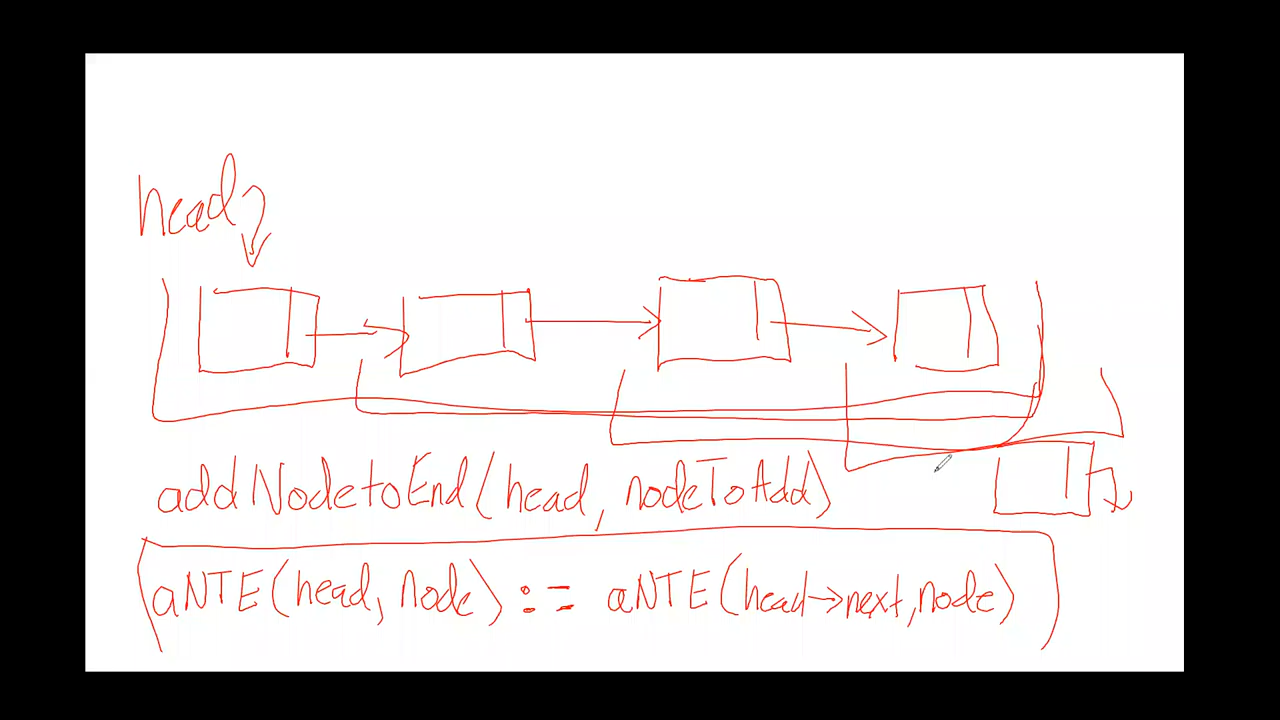 head
addNodetoEnd(head, nodeToAdd)
aNTE(head, node) := aNTE(head->next, node)